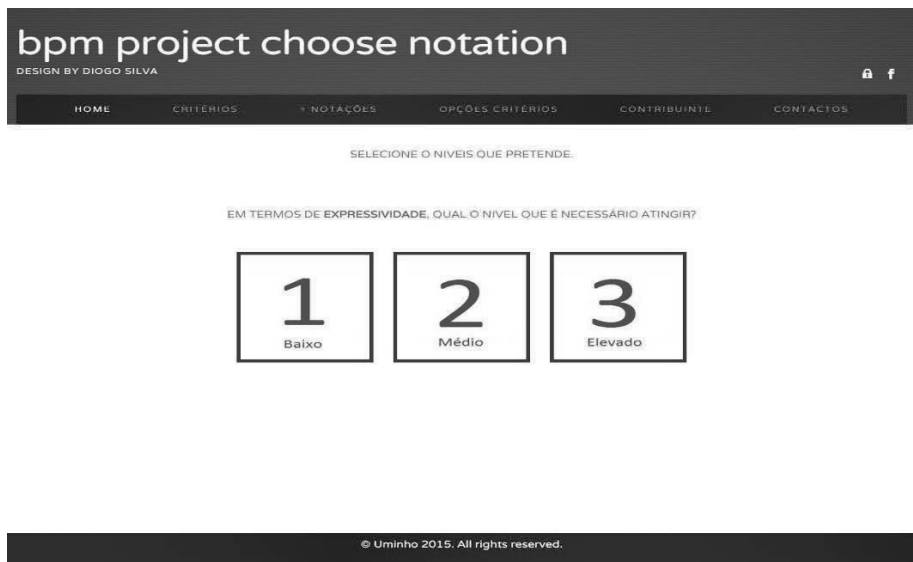 bpm project choose notation
DESIGN BY DIOGO SILVA
f
HOME CRITÉRIOS + NOTAÇÕES OPÇÕES CRITÉRIOS CONTRIBUINTE CONTACTOS
SELECIONE O NIVEIS QUE PRETENDE.
EM TERMOS DE EXPRESSIVIDADE, QUAL O NIVEL QUE É NECESSÁRIO ATINGIR?
1 2 3
Baixo Médio Elevado
© Uminho 2015. All rights reserved.